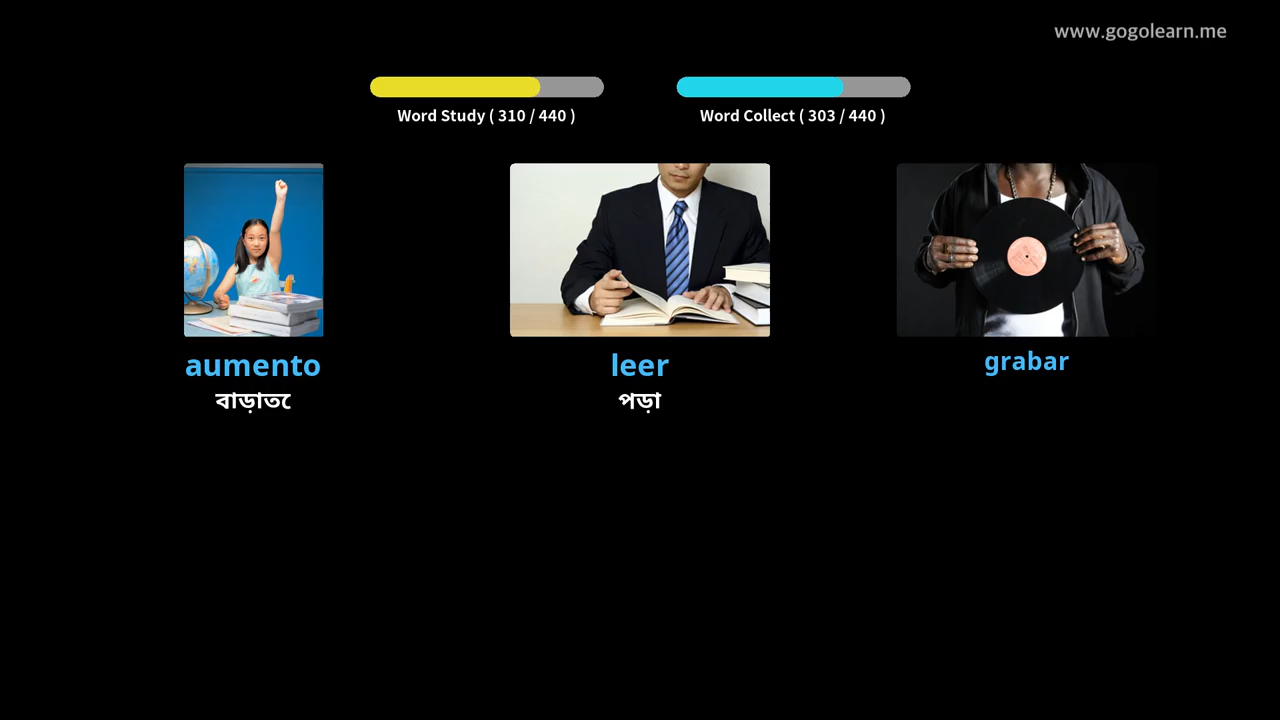 www.gogolearn.me
Word Study ( 310 / 440 )
Word Collect ( 303 / 440 )
aumento
leer
grabar
বাড়াতে
পড়া